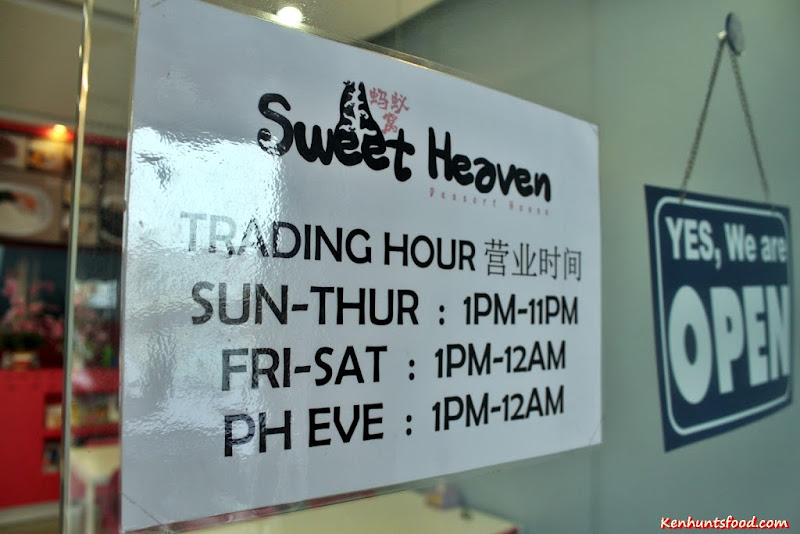 蚂蚁窝
Sweet Heaven
Dessert House
TRADING HOUR 营业时间
SUN-THUR : 1PM-11PM
FRI-SAT : 1PM-12AM
PH EVE : 1PM-12AM
YES, We are
OPEN
Kenhuntsfood.com